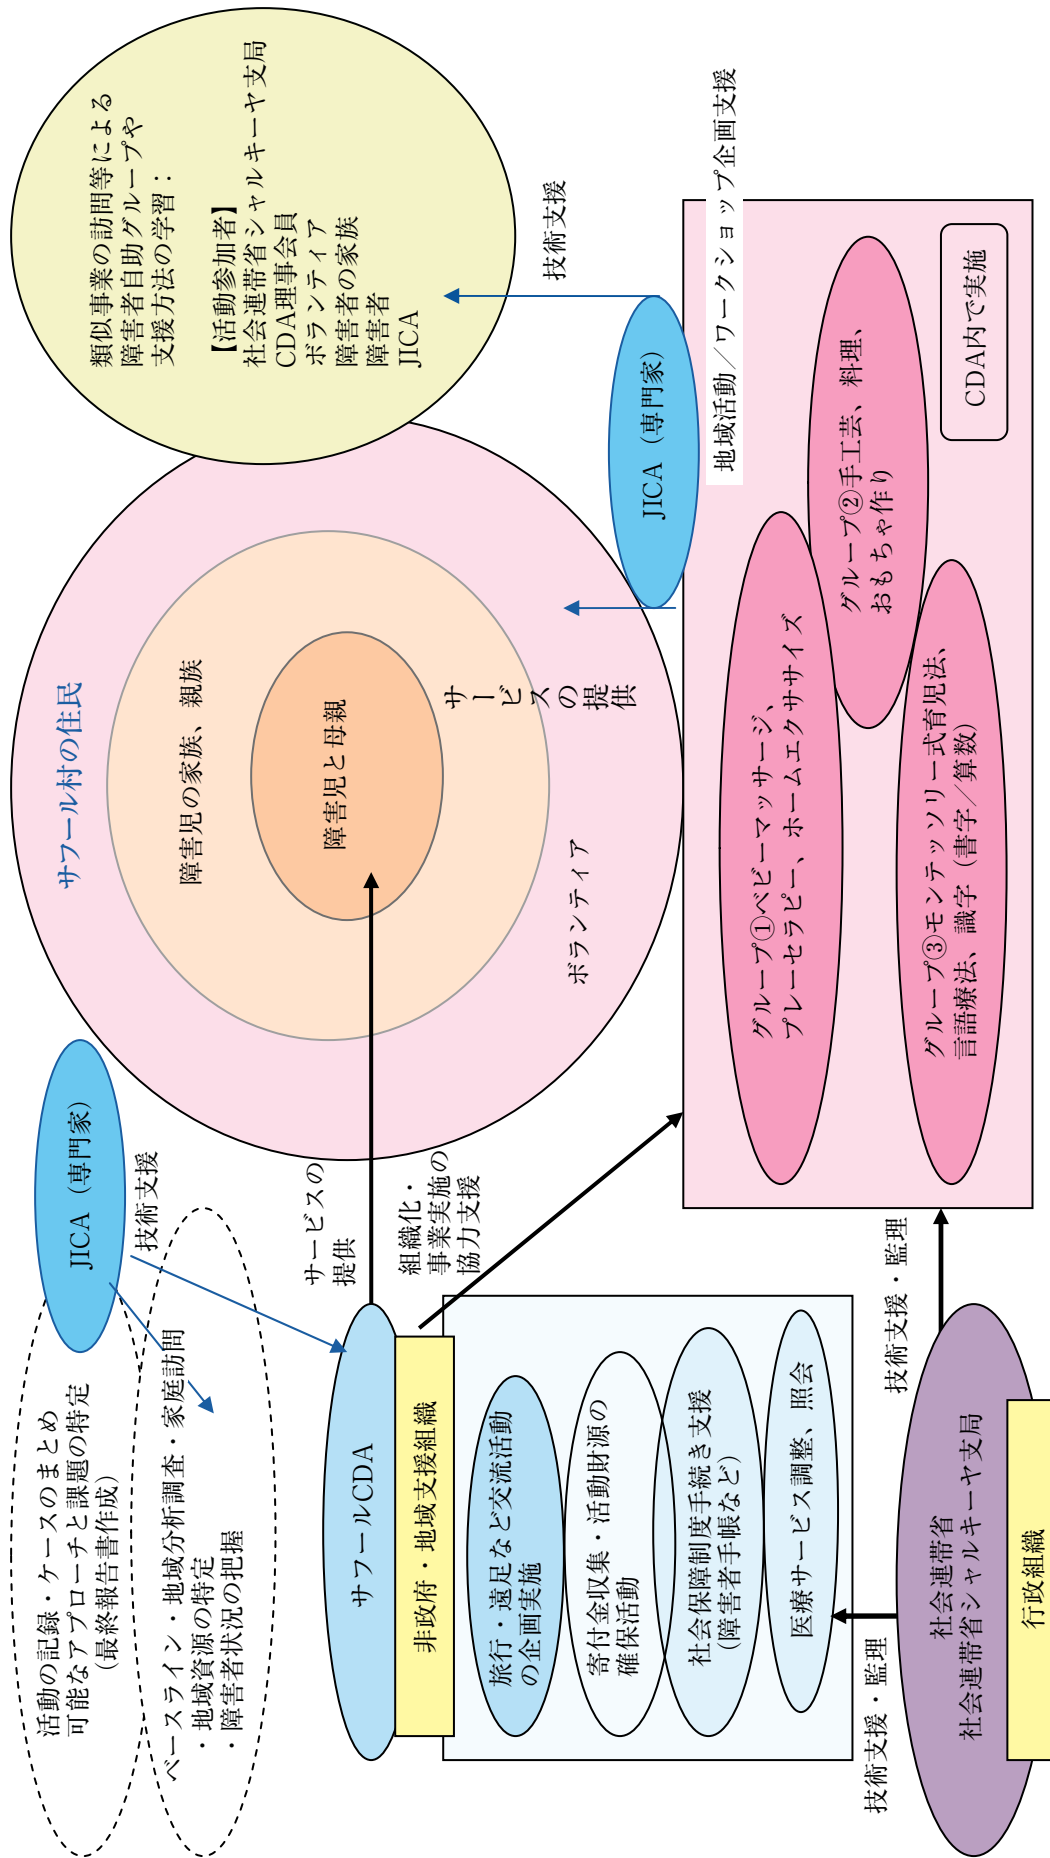 活動の記録・ケースのまとめ
可能なアプローチと課題の特定
（最終報告書作成）
ベースライン・地域分析調査・家庭訪問
・地域資源の特定
・障害者状況の把握
JICA（専門家）
技術支援
サフール村の住民
障害児の家族、親族
障害児と母親
サービスの提供
ボランティア
類似事業の訪問等による
障害者自助グループや
支援方法の学習：
【活動参加者】
社会連帯省シャルキーヤ支局
CDA理事会員
ボランティア
障害者の家族
障害者
JICA
技術支援
JICA（専門家）
地域活動／ワークショップ企画支援
サービスの
提供
組織化・
事業実施の
協力支援
サフールCDA
非政府・地域支援組織
旅行・遠足など交流活動
の企画実施
寄付金収集・活動財源の
確保活動
社会保障制度手続き支援
（障害者手帳など）
医療サービス調整、照会
グループ①ベビーマッサージ、
プレーセラピー、ホームエクササイズ
グループ②手工芸、料理、
おもちゃ作り
グループ③モンテッソリー式育児法、
言語療法、識字（書字／算数）
CDA内で実施
技術支援・監理
技術支援・監理
社会連帯省
社会連帯省シャルキーヤ支局
行政組織